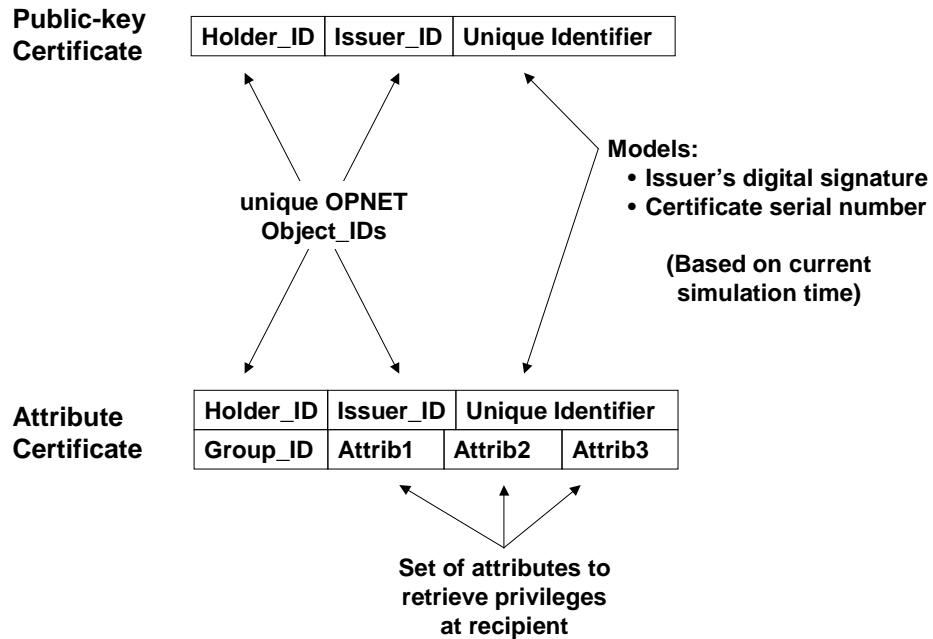 Public-key
Certificate
Holder_ID Issuer_ID Unique Identifier
Models:
• Issuer's digital signature
• Certificate serial number
(Based on current
simulation time)
unique OPNET
Object_IDs
Attribute
Certificate
Holder_ID Issuer_ID Unique Identifier
Group_ID Attrib1 Attrib2 Attrib3
Set of attributes to
retrieve privileges
at recipient